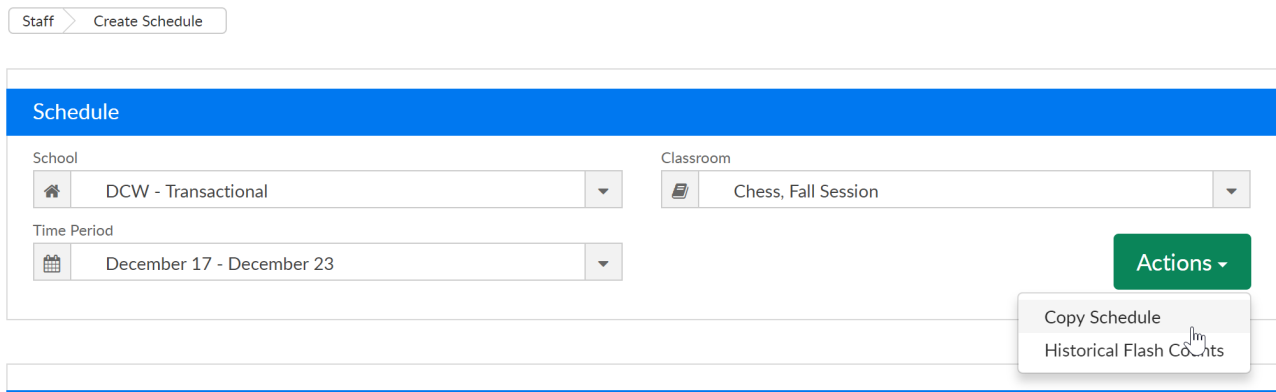 Staff Create Schedule
Schedule
School
DCW - Transactional
Classroom
Chess, Fall Session
Time Period
December 17 - December 23
Actions
Copy Schedule
Historical Flash Counts